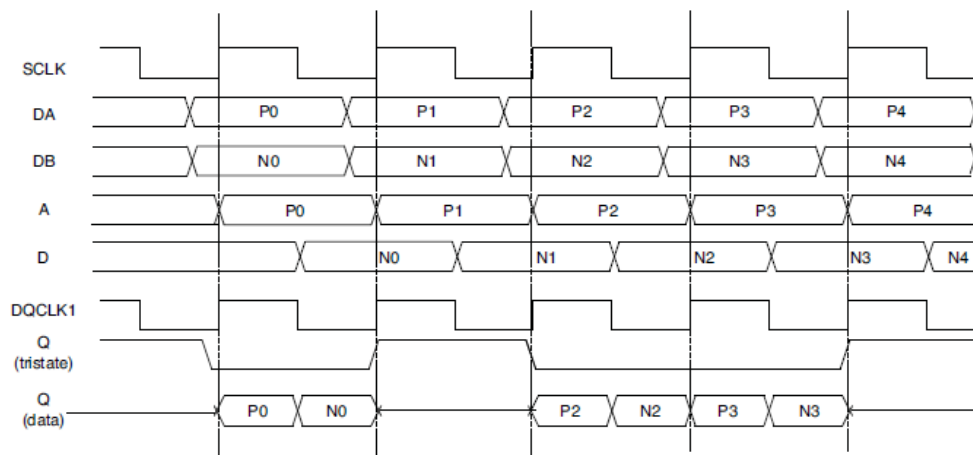 SCLK
DA P0 P1 P2 P3 P4
DB N0 N1 N2 N3 N4
A P0 P1 P2 P3 P4
D N0 N1 N2 N3 N4
DQCLK1
Q
(tristate)
Q P0 N0 P2 N2 P3 N3
(data)